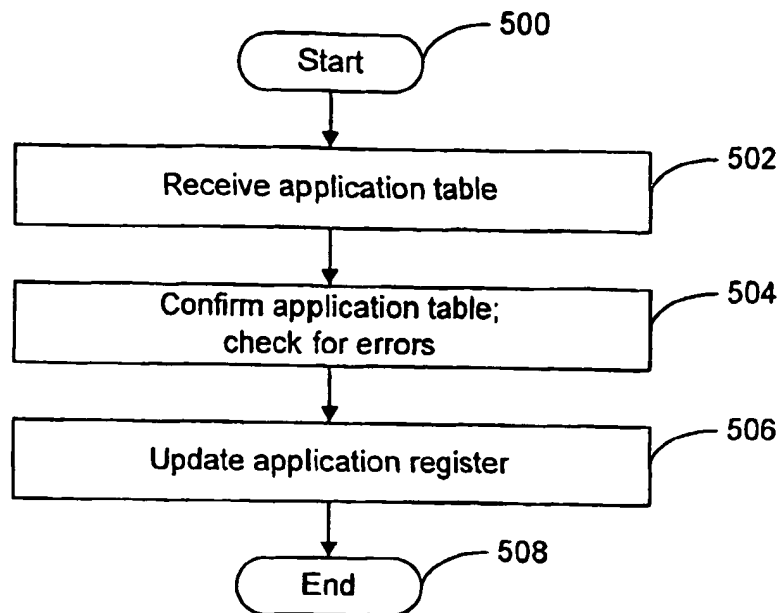 500
Start
502
Receive application table
504
Confirm application table;
check for errors
506
Update application register
508
End